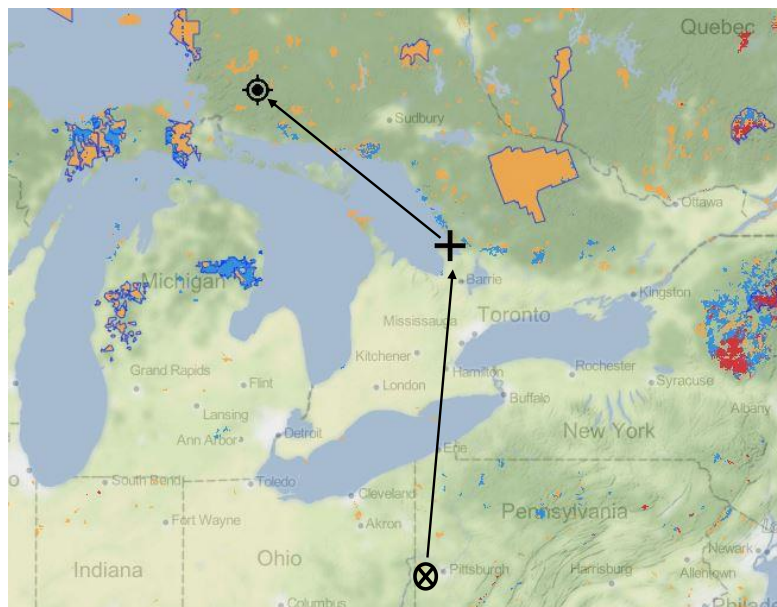 Quebec
Sudbury
Ottawa
Michigan
Barrie
Kingston
Mississauga
Toronto
Kitchener
Grand Rapids
Hamilton
Rochester
Flint
London
Syracuse
Lansing
Buffalo
Albany
Ann Arbor
Detroit
New York
Erie
South Bend
Toledo
Cleveland
Pennsylvania
Fort Wayne
Akron
Newark
Indiana
Ohio
Pittsburgh
Harrisburg
Allentown
Columbus